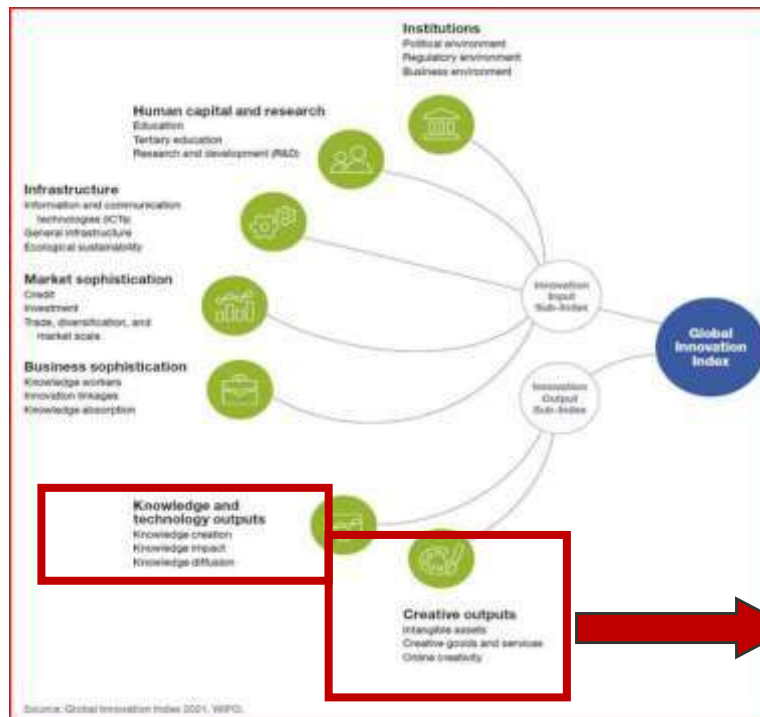 Institutions
Political environment
Regulatory environment
Business environment
Human capital and research
Education
Tertiary education
Research and development (R&D)
Infrastructure
Information and communication
technologies (ICTs)
General infrastructure
Ecological sustainability
Market sophistication
Credit
Investment
Trade, diversification, and
market scale
Business sophistication
Knowledge workers
Innovation linkages
Knowledge absorption
Innovation
Input
Sub-Index
Global
Innovation
Index
Innovation
Output
Sub-Index
Knowledge and
technology outputs
Knowledge creation
Knowledge impact
Knowledge diffusion
Creative outputs
Intangible assets
Creative goods and services
Online creativity
Source: Global Innovation Index 2021, WIPO.